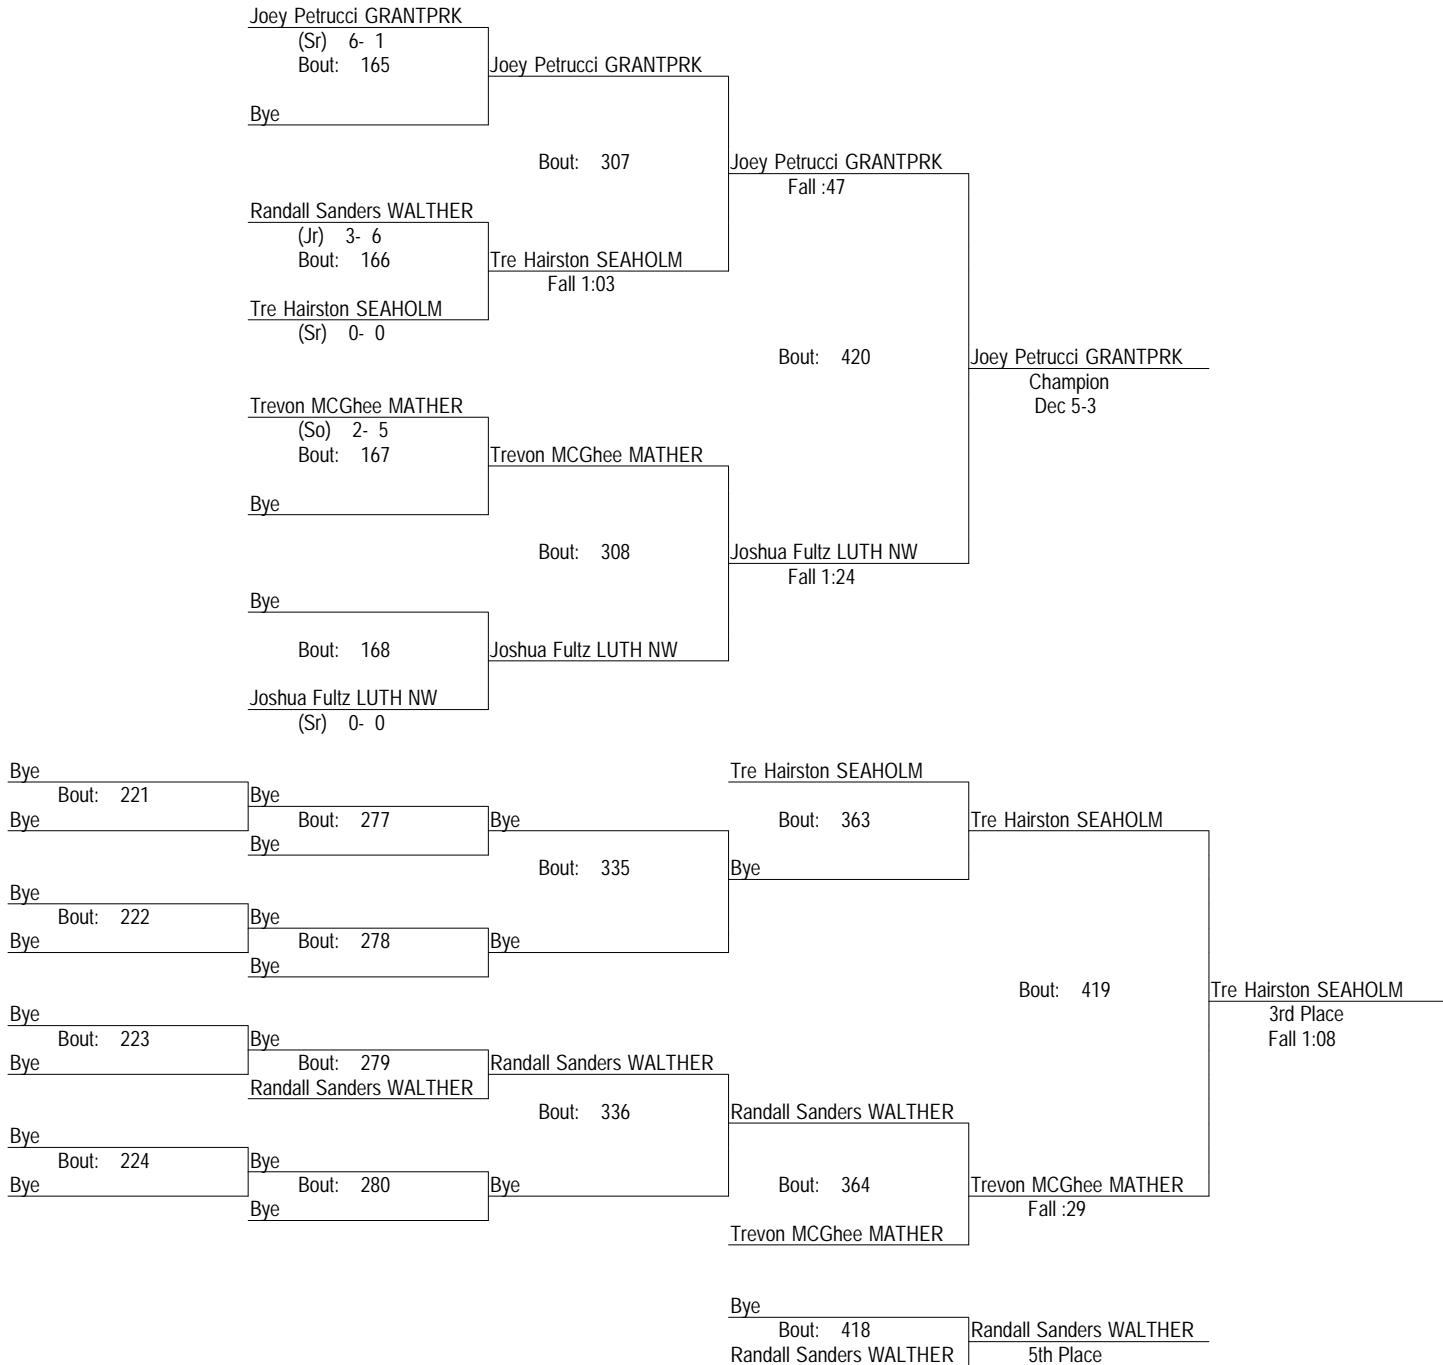 Joey Petrucci GRANTPRK
(Sr) 6- 1
Bout: 165
Joey Petrucci GRANTPRK
Bye
Bout: 307
Joey Petrucci GRANTPRK
Fall :47
Randall Sanders WALTHER
(Jr) 3- 6
Bout: 166
Tre Hairston SEAHOLM
Fall 1:03
Tre Hairston SEAHOLM
(Sr) 0- 0
Bout: 420
Joey Petrucci GRANTPRK
Champion
Dec 5-3
Trevon MCGhee MATHER
(So) 2- 5
Bout: 167
Trevon MCGhee MATHER
Bye
Bout: 308
Joshua Fultz LUTH NW
Fall 1:24
Bye
Bout: 168
Joshua Fultz LUTH NW
Joshua Fultz LUTH NW
(Sr) 0- 0
Bye
Bout: 221
Bye
Bye
Bout: 277
Bye
Bye
Bout: 335
Bye
Tre Hairston SEAHOLM
Bout: 363
Tre Hairston SEAHOLM
Bye
Bout: 222
Bye
Bye
Bout: 278
Bye
Bye
Bout: 419
Tre Hairston SEAHOLM
3rd Place
Fall 1:08
Bye
Bout: 223
Bye
Bye
Bout: 279
Randall Sanders WALTHER
Randall Sanders WALTHER
Bout: 336
Randall Sanders WALTHER
Bye
Bout: 224
Bye
Bye
Bout: 280
Bye
Bye
Bout: 364
Trevon MCGhee MATHER
Fall :29
Trevon MCGhee MATHER
Bye
Bout: 418
Randall Sanders WALTHER
Randall Sanders WALTHER
5th Place